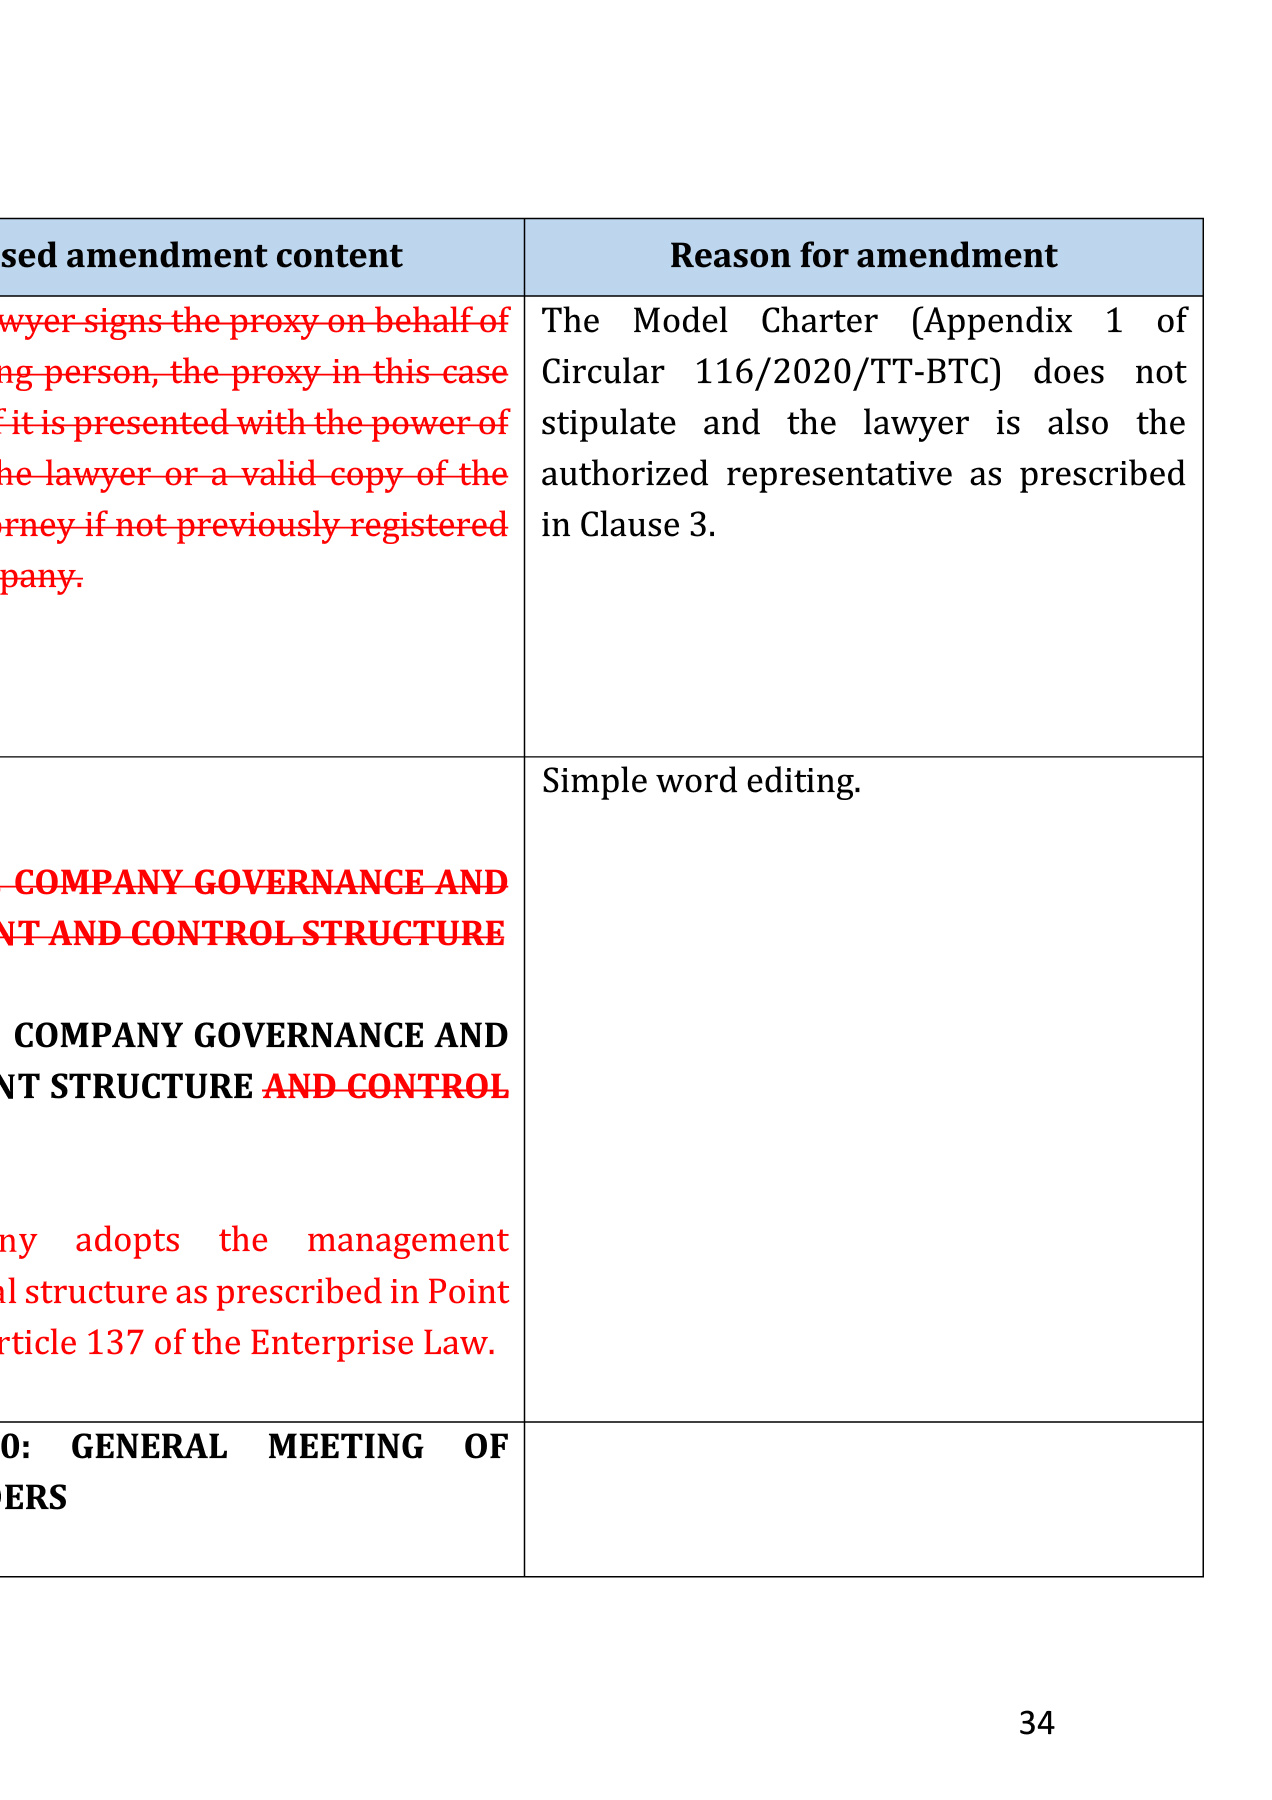 sed amendment content
Reason for amendment
wyer signs the proxy on behalf of
ng person, the proxy in this case
f it is presented with the power of
he lawyer or a valid copy of the
orney if not previously registered
pany.
The Model Charter (Appendix 1 of
Circular 116/2020/TT-BTC) does not
stipulate and the lawyer is also the
authorized representative as prescribed
in Clause 3.
COMPANY GOVERNANCE AND
NT AND CONTROL STRUCTURE
COMPANY GOVERNANCE AND
NT STRUCTURE AND CONTROL
ny adopts the management
al structure as prescribed in Point
rticle 137 of the Enterprise Law.
Simple word editing.
0: GENERAL MEETING OF
DERS
34